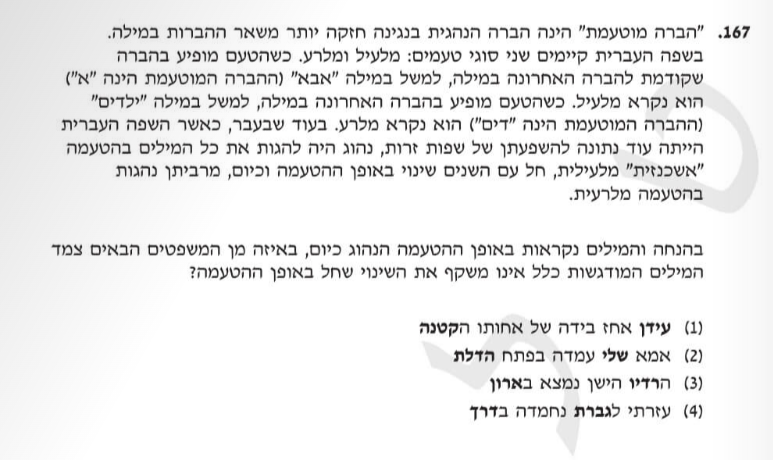 167. "הברה מוטעמת" הינה הברה הנהגית בנגינה חזקה יותר משאר ההברות במילה.
בשפה העברית קיימים שני סוגי טעמים: מלעיל ומלרע. כשהטעם מופיע בהברה
שקודמת להברה האחרונה במילה, למשל במילה "אבא" (ההברה המוטעמת הינה "א")
הוא נקרא מלעיל. כשהטעם מופיע בהברה האחרונה במילה, למשל במילה "ילדים"
(ההברה המוטעמת הינה "דים") הוא נקרא מלרע. בעוד שבעבר, כאשר השפה העברית
הייתה עוד נתונה להשפעתן של שפות זרות, נהוג היה להגות את כל המילים בהטעמה
"אשכנזית" מלעילית, חל עם השנים שינוי באופן ההטעמה וכיום, מרביתן נהגות
בהטעמה מלרעית.
בהנחה והמילים נקראות באופן ההטעמה הנהוג כיום, באיזה מן המשפטים הבאים צמד
המילים המודגשות כלל אינו משקף את השינוי שחל באופן ההטעמה?
(1) עידן אחז בידה של אחותו הקטנה
(2) אמא שלי עמדה בפתח הדלת
(3) הרדיו הישן נמצא בארון
(4) עזרתי לגברת נחמדה בדרך